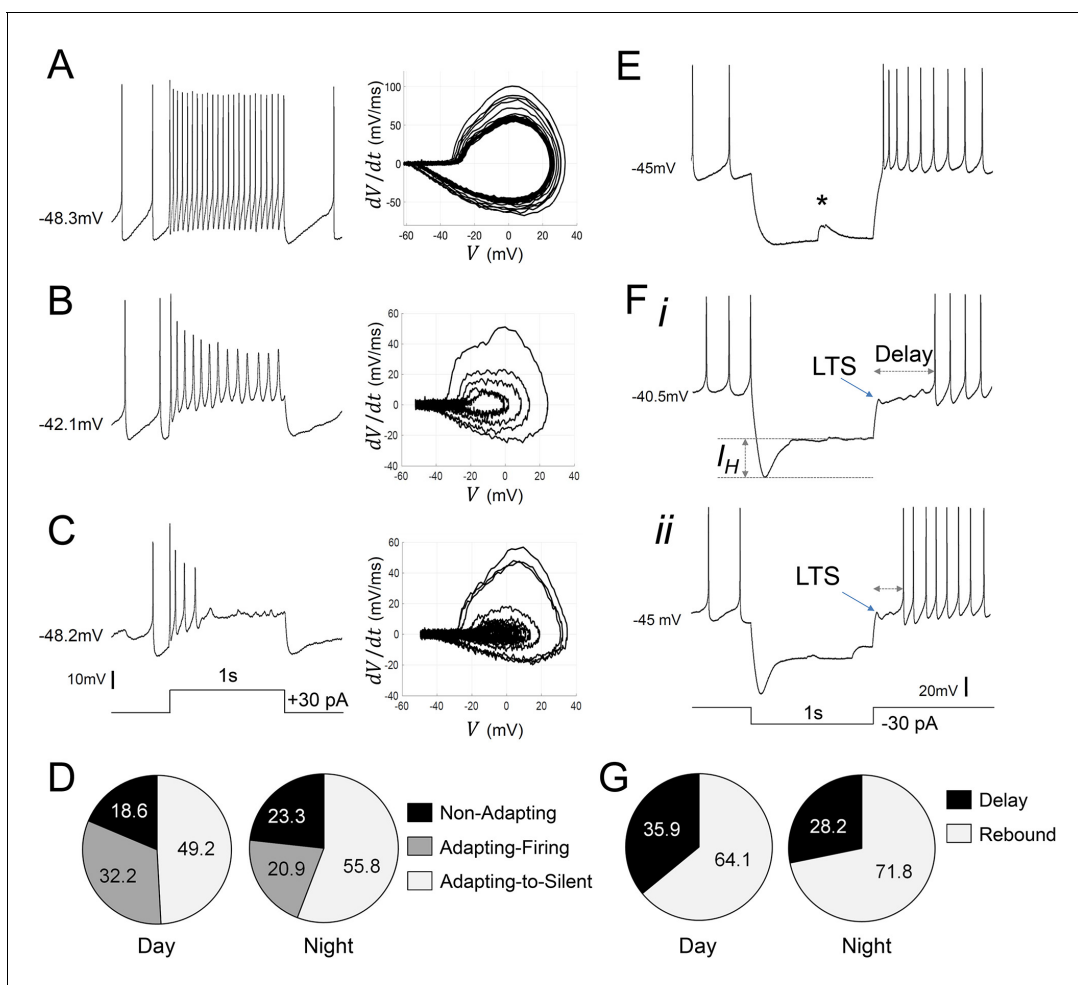 A
-48.3mV
dV/dt (mV/ms)
100
50
0
-50
-60 -40 -20 0 20 40
V (mV)
B
-42.1mV
dV/dt (mV/ms)
60
40
20
0
-20
-40
-60 -40 -20 0 20 40
V (mV)
C
-48.2mV
10mV
1s
+30 pA
dV/dt (mV/ms)
60
40
20
0
-20
-40
-60 -40 -20 0 20 40
V (mV)
D
18.6
32.2
49.2
Day
23.3
20.9
55.8
Night
Non-Adapting
Adapting-Firing
Adapting-to-Silent
E
-45mV
*
F i
LTS
Delay
-40.5mV
IH
ii
LTS
-45 mV
20mV
1s
-30 pA
G
35.9
64.1
Day
28.2
71.8
Night
Delay
Rebound